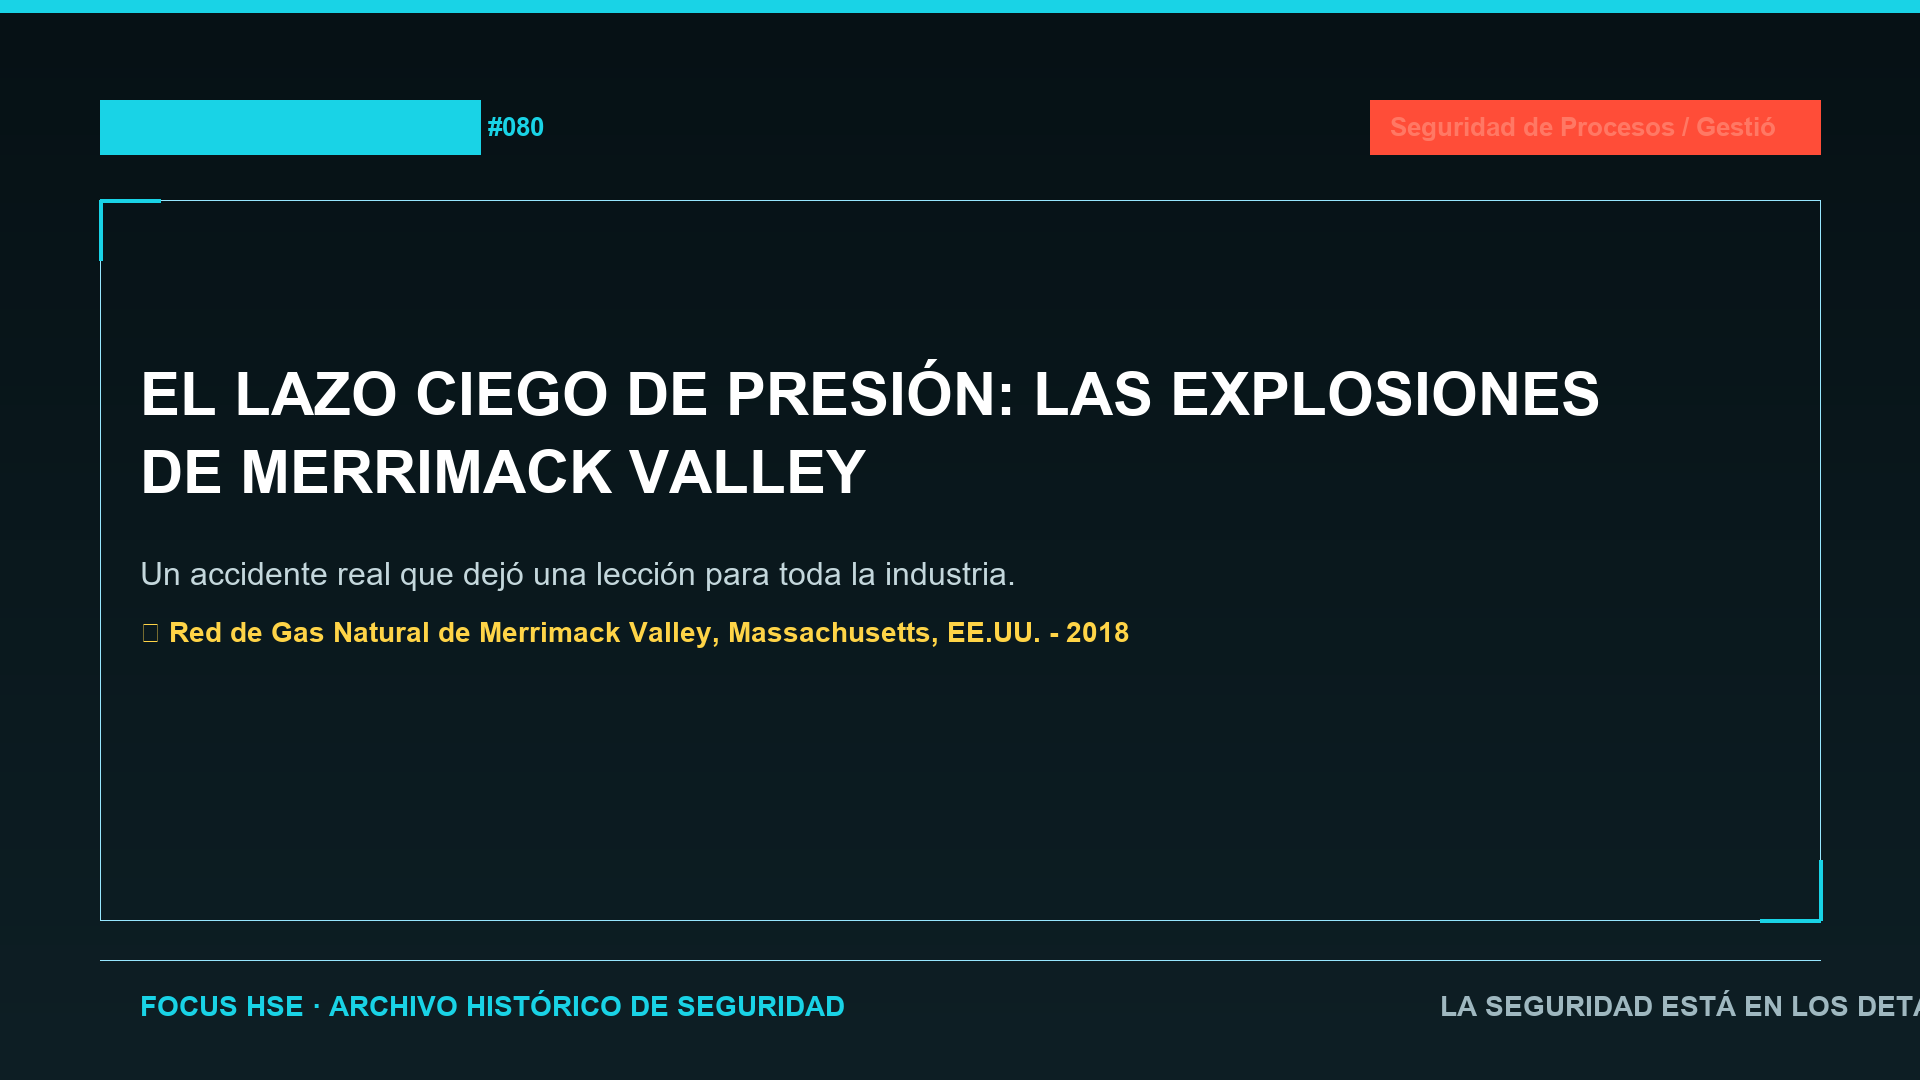 #080
Seguridad de Procesos / Gestió
EL LAZO CIEGO DE PRESIÓN: LAS EXPLOSIONES
DE MERRIMACK VALLEY
Un accidente real que dejó una lección para toda la industria.
Red de Gas Natural de Merrimack Valley, Massachusetts, EE.UU. - 2018
FOCUS HSE · ARCHIVO HISTÓRICO DE SEGURIDAD
LA SEGURIDAD ESTÁ EN LOS DETA